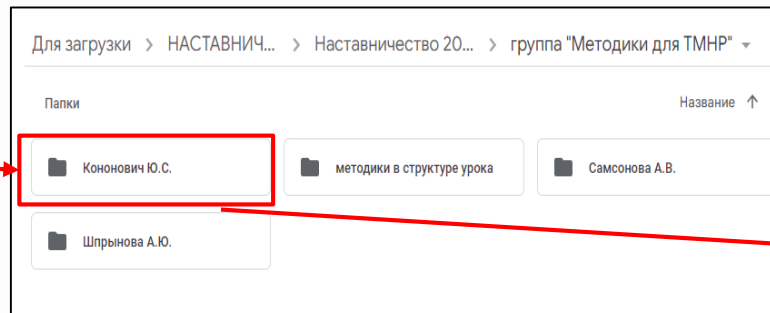 Для загрузки > НАСТАВНИЧ... > Наставничество 20... > группа "Методики для ТМНР"
Папки Название ↑
Кононович Ю.С. методики в структуре урока Самсонова А.В.
Шпрынова А.Ю.